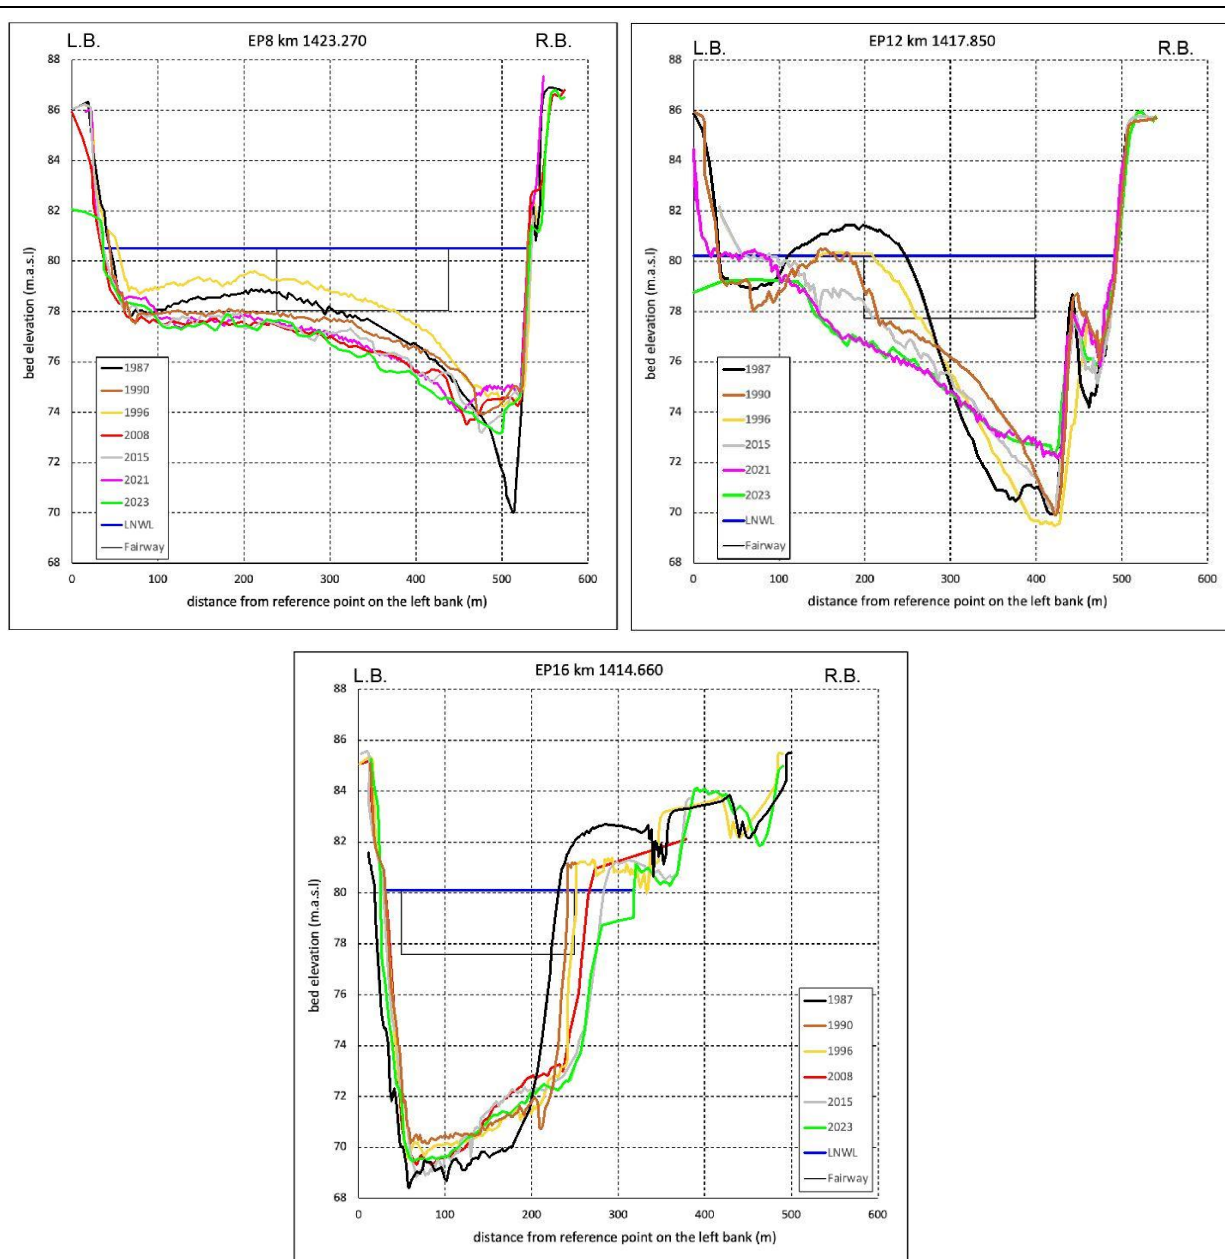 L.B.
EP8 km 1423.270
R.B.
88
86
84
82
80
78
76
74
72
70
68
bed elevation (m.a.s.l)
1987
1990
1996
2008
2015
2021
2023
LNWL
Fairway
0 100 200 300 400 500 600
distance from reference point on the left bank (m)
L.B.
EP12 km 1417.850
R.B.
88
86
84
82
80
78
76
74
72
70
68
bed elevation (m.a.s.l)
1987
1990
1996
2015
2021
2023
LNWL
Fairway
0 100 200 300 400 500 600
distance from reference point on the left bank (m)
L.B.
EP16 km 1414.660
R.B.
88
86
84
82
80
78
76
74
72
70
68
bed elevation (m.a.s.l)
1987
1990
1996
2008
2015
2023
LNWL
Fairway
0 100 200 300 400 500 600
distance from reference point on the left bank (m)